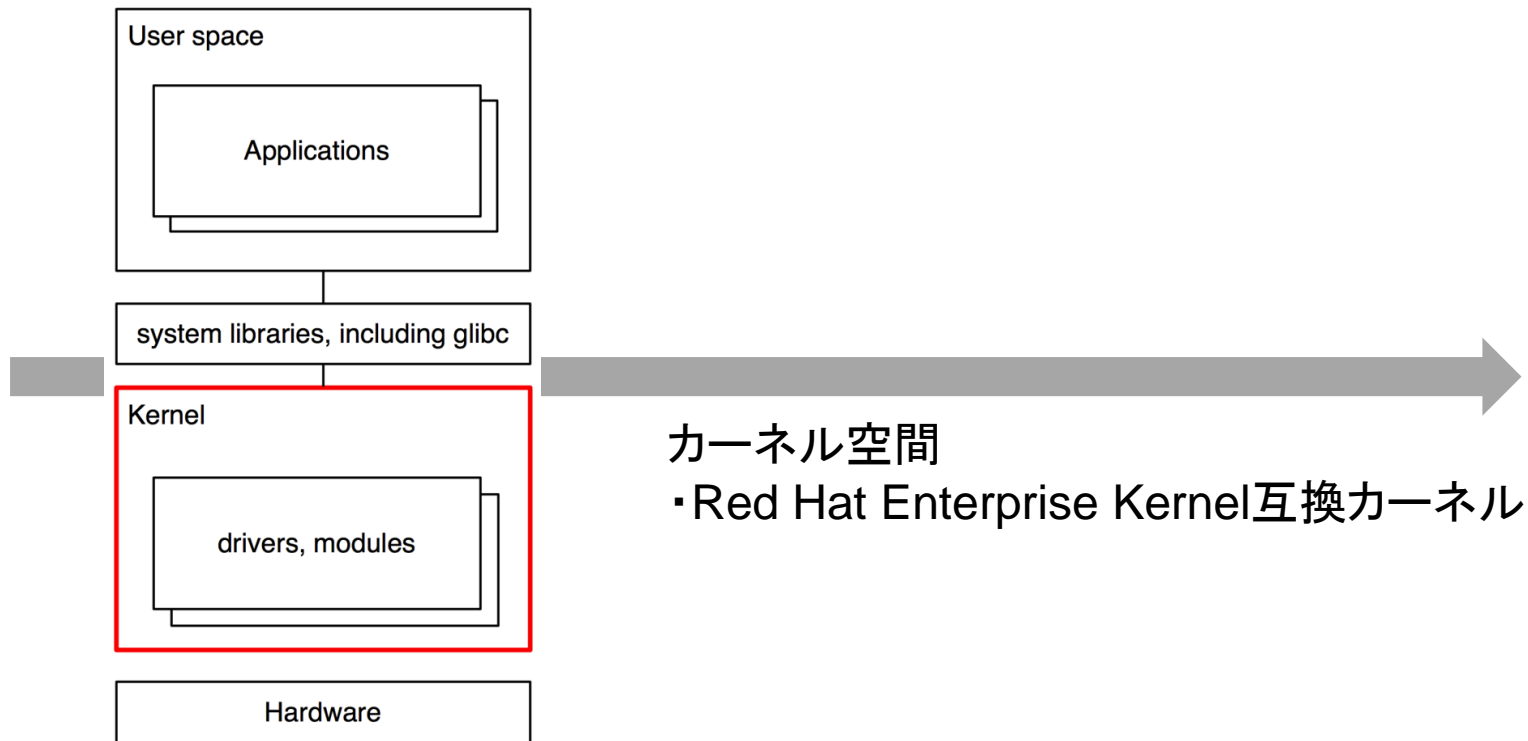 User space
Applications
system libraries, including glibc
Kernel
drivers, modules
Hardware
カーネル空間
・Red Hat Enterprise Kernel互換カーネル